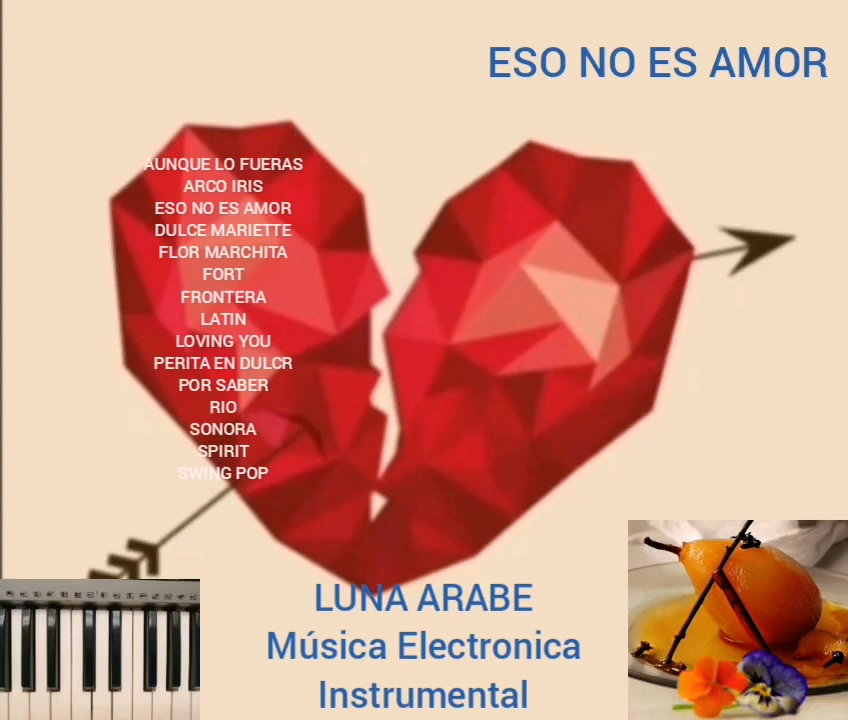 ESO NO ES AMOR
AUNQUE LO FUERAS
ARCO IRIS
ESO NO ES AMOR
DULCE MARIETTE
FLOR MARCHITA
FORT
FRONTERA
LATIN
LOVING YOU
PERITA EN DULCR
POR SABER
RIO
SONORA
SPIRIT
SWING POP
LUNA ARABE
Música Electronica
Instrumental